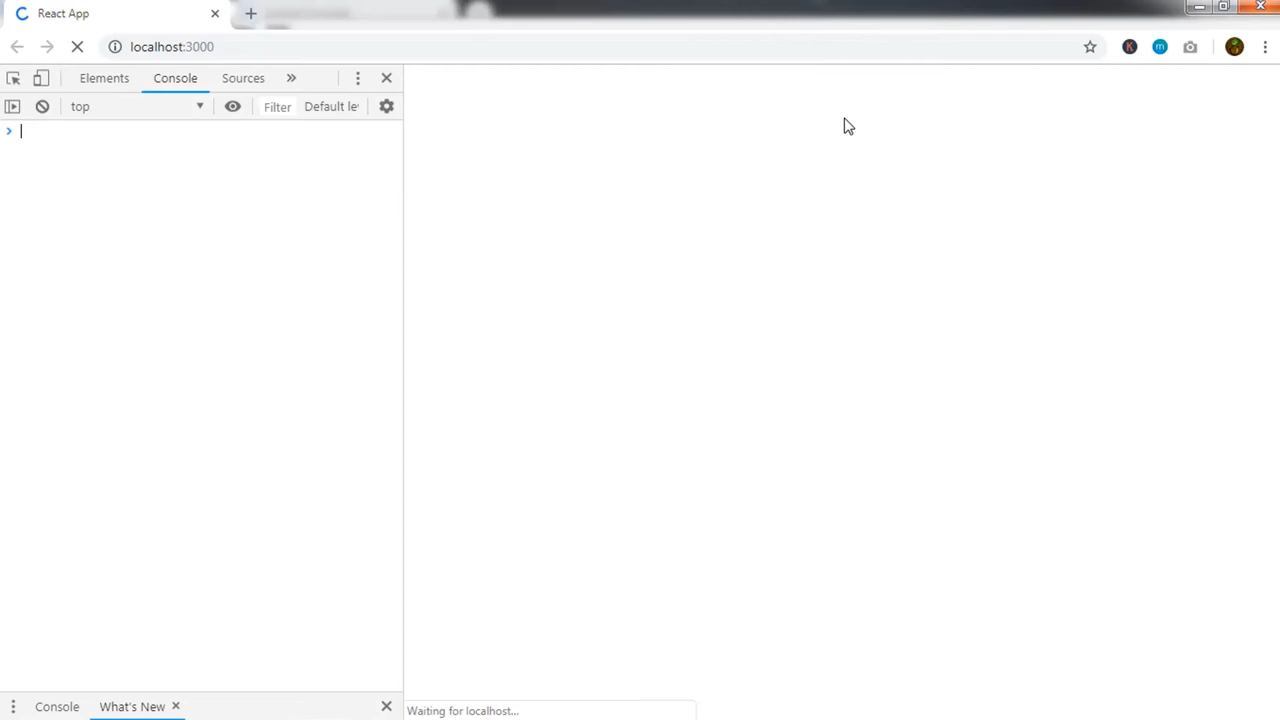 React App
localhost:3000
Elements Console Sources »
top Filter Default le
Console What's New
Waiting for localhost...